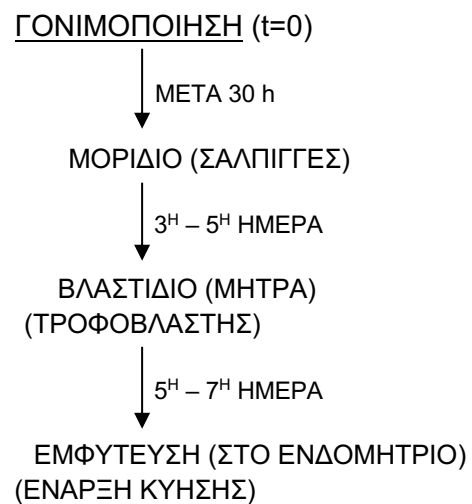 ΓΟΝΙΜΟΠΟΙΗΣΗ (t=0)
ΜΕΤΑ 30 h
ΜΟΡΙΔΙΟ (ΣΑΛΠΙΓΓΕΣ)
3Η – 5Η ΗΜΕΡΑ
ΒΛΑΣΤΙΔΙΟ (ΜΗΤΡΑ)
(ΤΡΟΦΟΒΛΑΣΤΗΣ)
5Η – 7Η ΗΜΕΡΑ
ΕΜΦΥΤΕΥΣΗ (ΣΤΟ ΕΝΔΟΜΗΤΡΙΟ)
(ΕΝΑΡΞΗ ΚΥΗΣΗΣ)